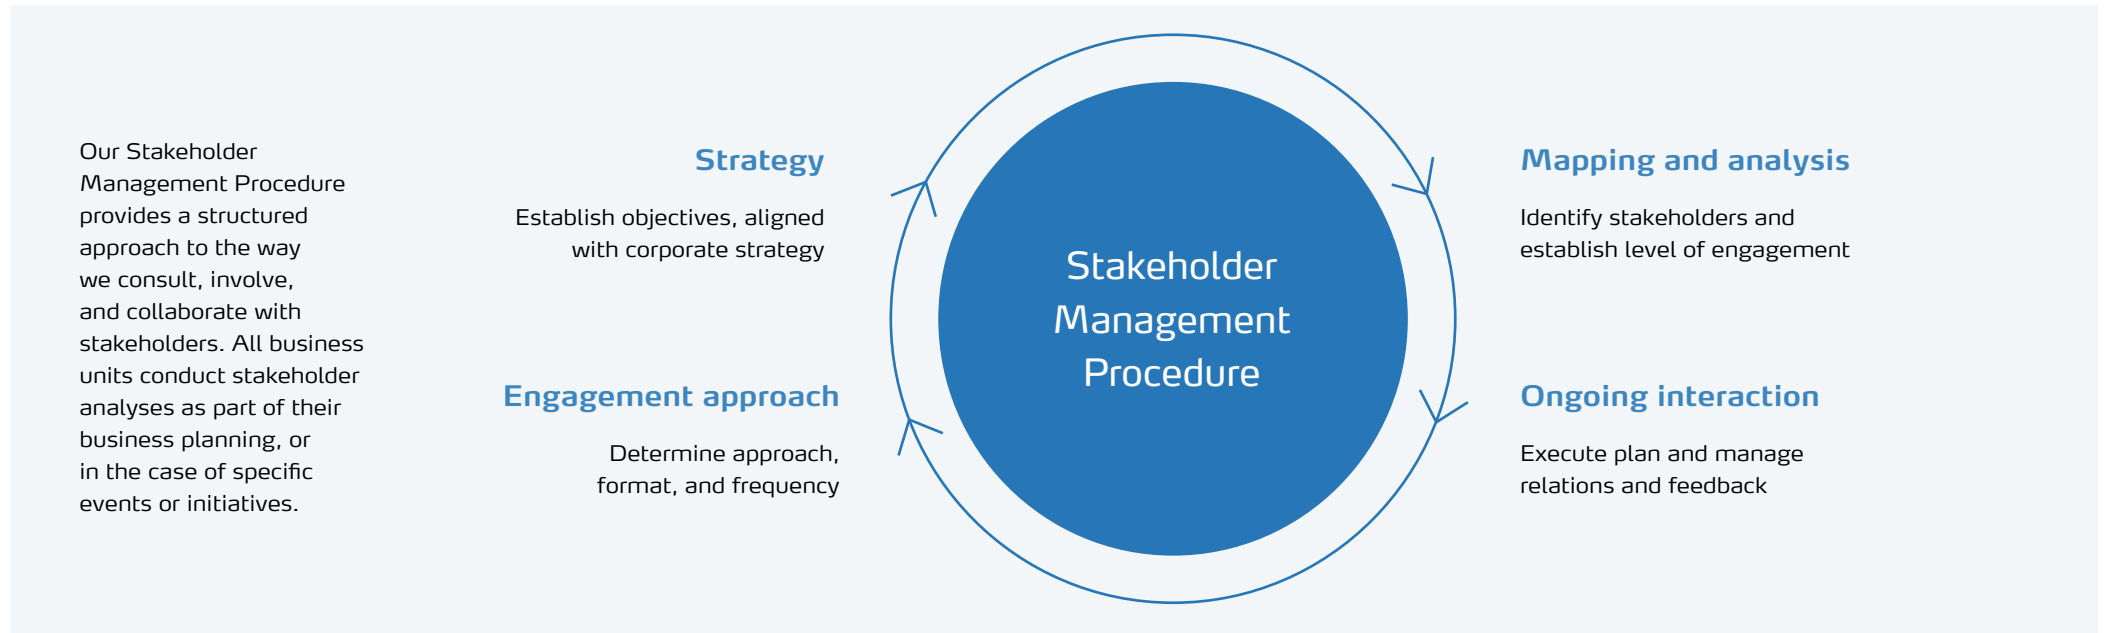 Our Stakeholder
Management Procedure
provides a structured
approach to the way
we consult, involve,
and collaborate with
stakeholders. All business
units conduct stakeholder
analyses as part of their
business planning, or
in the case of specific
events or initiatives.
Strategy
Establish objectives, aligned
with corporate strategy
Engagement approach
Determine approach,
format, and frequency
Stakeholder
Management
Procedure
Mapping and analysis
Identify stakeholders and
establish level of engagement
Ongoing interaction
Execute plan and manage
relations and feedback